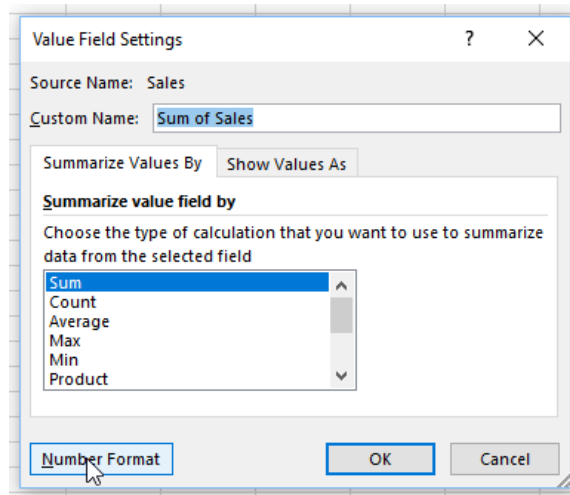 Value Field Settings ? ×
Source Name: Sales
Custom Name: Sum of Sales
Summarize Values By Show Values As
Summarize value field by
Choose the type of calculation that you want to use to summarize
data from the selected field
Sum
Count
Average
Max
Min
Product
Number Format OK Cancel